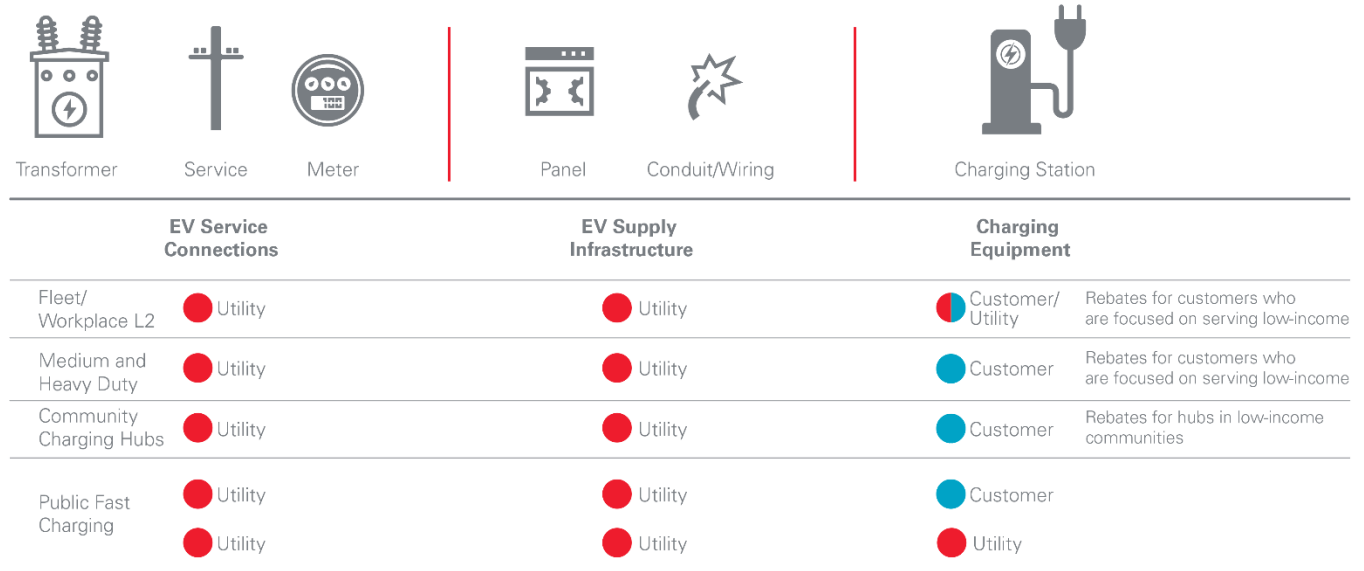 100
Transformer Service Meter Panel Conduit/Wiring Charging Station
EV Service
Connections
EV Supply
Infrastructure
Charging
Equipment
Fleet/
Workplace L2
Utility
Utility
Customer/
Utility
Rebates for customers who
are focused on serving low-income
Medium and
Heavy Duty
Utility
Utility
Customer
Rebates for customers who
are focused on serving low-income
Community
Charging Hubs
Utility
Utility
Customer
Rebates for hubs in low-income
communities
Public Fast
Charging
Utility
Utility
Customer
Utility
Utility
Utility